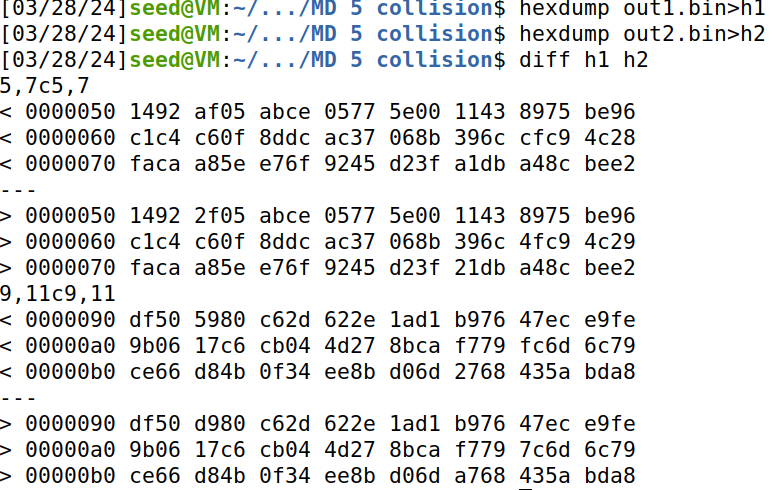 [03/28/24]seed@VM:~/.../MD 5 collision$ hexdump out1.bin>h1
[03/28/24]seed@VM:~/.../MD 5 collision$ hexdump out2.bin>h2
[03/28/24]seed@VM:~/.../MD 5 collision$ diff h1 h2
5,7c5,7
< 0000050 1492 af05 abce 0577 5e00 1143 8975 be96
< 0000060 c1c4 c60f 8ddc ac37 068b 396c cfc9 4c28
< 0000070 faca a85e e76f 9245 d23f a1db a48c bee2
---
> 0000050 1492 2f05 abce 0577 5e00 1143 8975 be96
> 0000060 c1c4 c60f 8ddc ac37 068b 396c 4fc9 4c29
> 0000070 faca a85e e76f 9245 d23f 21db a48c bee2
9,11c9,11
< 0000090 df50 5980 c62d 622e 1ad1 b976 47ec e9fe
< 00000a0 9b06 17c6 cb04 4d27 8bca f779 fc6d 6c79
< 00000b0 ce66 d84b 0f34 ee8b d06d 2768 435a bda8
---
> 0000090 df50 d980 c62d 622e 1ad1 b976 47ec e9fe
> 00000a0 9b06 17c6 cb04 4d27 8bca f779 7c6d 6c79
> 00000b0 ce66 d84b 0f34 ee8b d06d a768 435a bda8